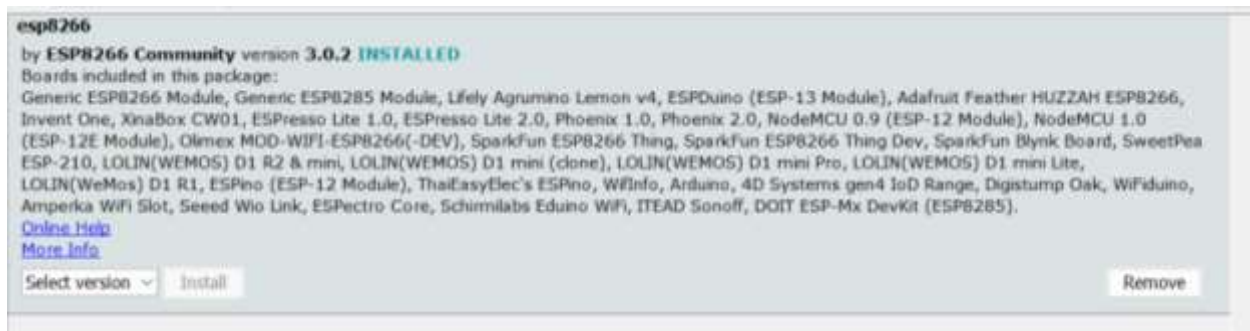 esp8266
by ESP8266 Community version 3.0.2 INSTALLED
Boards included in this package:
Generic ESP8266 Module, Generic ESP8285 Module, Lifely Agrumino Lemon v4, ESPDuino (ESP-13 Module), Adafruit Feather HUZZAH ESP8266,
Invent One, XinaBox CW01, ESPresso Lite 1.0, ESPresso Lite 2.0, Phoenix 1.0, Phoenix 2.0, NodeMCU 0.9 (ESP-12 Module), NodeMCU 1.0
(ESP-12E Module), Olimex MOD-WIFI-ESP8266(-DEV), SparkFun ESP8266 Thing, SparkFun ESP8266 Thing Dev, SparkFun Blynk Board, SweetPea
ESP-210, LOLIN(WEMOS) D1 R2 & mini, LOLIN(WEMOS) D1 mini (clone), LOLIN(WEMOS) D1 mini Pro, LOLIN(WEMOS) D1 mini Lite,
LOLIN(WeMos) D1 R1, ESPino (ESP-12 Module), ThaiEasyElec's ESPino, WifInfo, Arduino, 4D Systems gen4 IoD Range, Digistump Oak, WiFiduino,
Amperka WiFi Slot, Seeed Wio Link, ESPectro Core, Schirmilabs Eduino WiFi, ITEAD Sonoff, DOIT ESP-Mx DevKit (ESP8285).
Online Help
More Info
Select version Install Remove